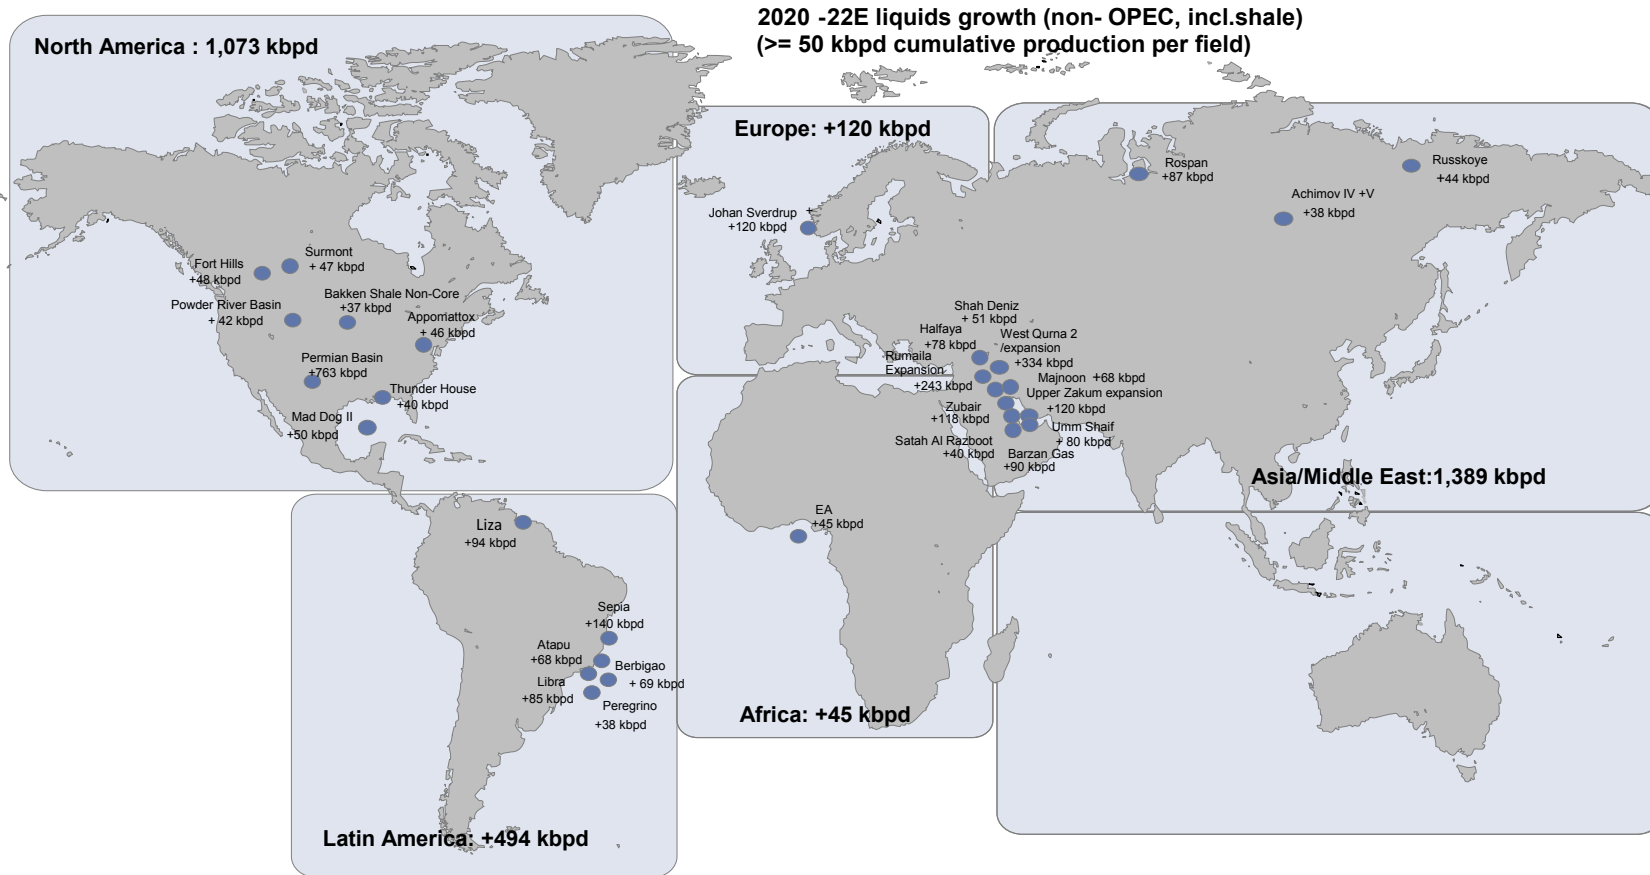 2020 -22E liquids growth (non- OPEC, incl.shale)
(>= 50 kbpd cumulative production per field)
North America : 1,073 kbpd
Fort Hills
+48 kbpd
Surmont
+ 47 kbpd
Powder River Basin
+ 42 kbpd
Bakken Shale Non-Core
+37 kbpd
Appomattox
+ 46 kbpd
Permian Basin
+763 kbpd
Thunder House
+40 kbpd
Mad Dog II
+50 kbpd
Europe: +120 kbpd
Johan Sverdrup +
+120 kbpd
Rospan
+87 kbpd
Russkoye
+44 kbpd
Achimov IV +V
+38 kbpd
Shah Deniz
+ 51 kbpd
Halfaya
+78 kbpd
West Qurna 2
/expansion
+334 kbpd
Rumaila
Expansion
+243 kbpd
Majnoon +68 kbpd
Upper Zakum expansion
+120 kbpd
Zubair
+118 kbpd
Umm Shaif
+ 80 kbpd
Satah Al Razboot
+40 kbpd
Barzan Gas
+90 kbpd
Asia/Middle East:1,389 kbpd
EA
+45 kbpd
Africa: +45 kbpd
Liza
+94 kbpd
Sepia
+140 kbpd
Atapu
+68 kbpd
Berbigao
+ 69 kbpd
Libra
+85 kbpd
Peregrino
+38 kbpd
Latin America: +494 kbpd